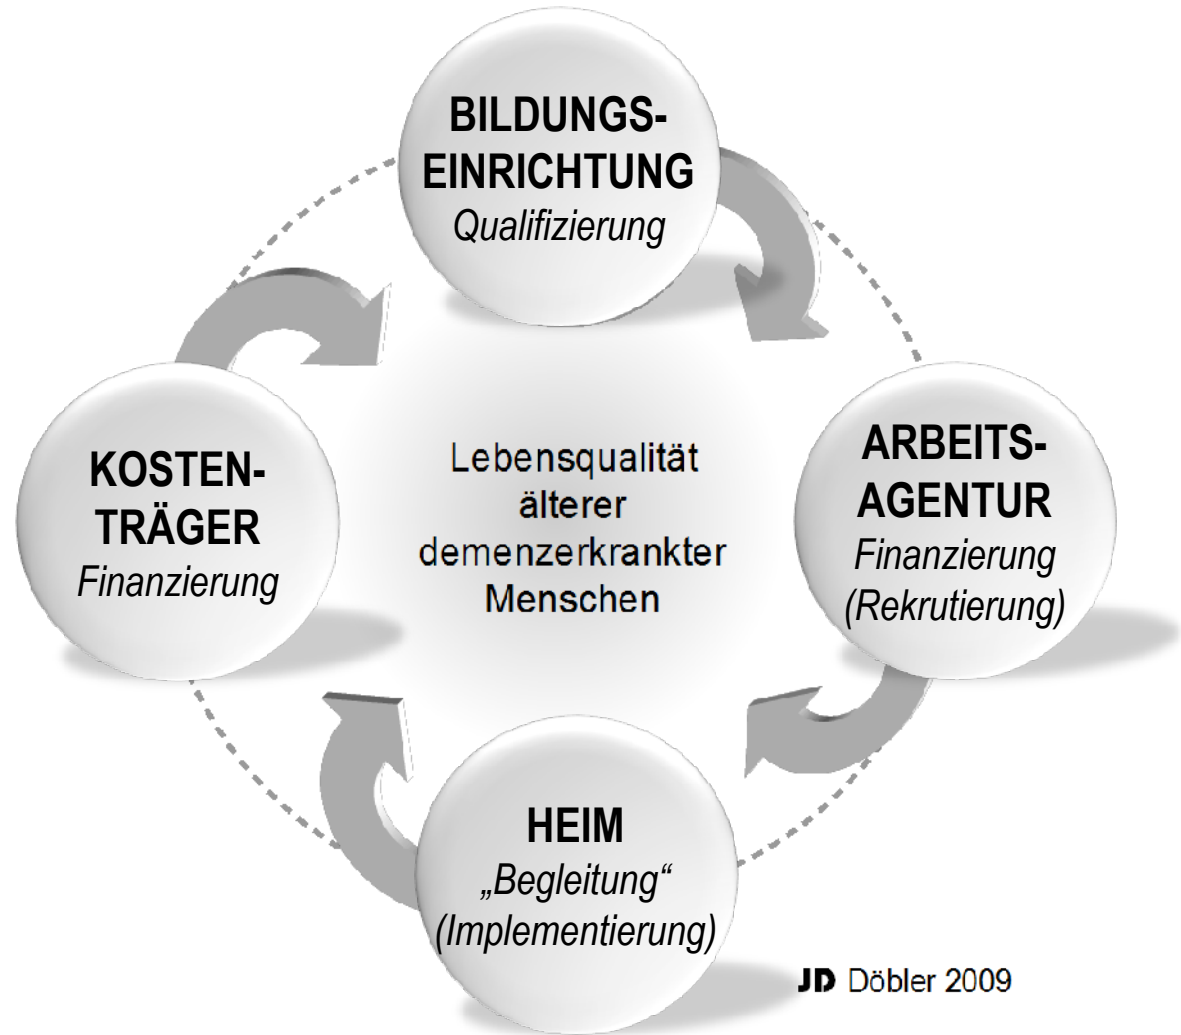 BILDUNGS-
EINRICHTUNG
Qualifizierung
KOSTEN-
TRÄGER
Finanzierung
Lebensqualität
älterer
demenzerkrankter
Menschen
ARBEITS-
AGENTUR
Finanzierung
(Rekrutierung)
HEIM
„Begleitung“
(Implementierung)
JD Döbler 2009